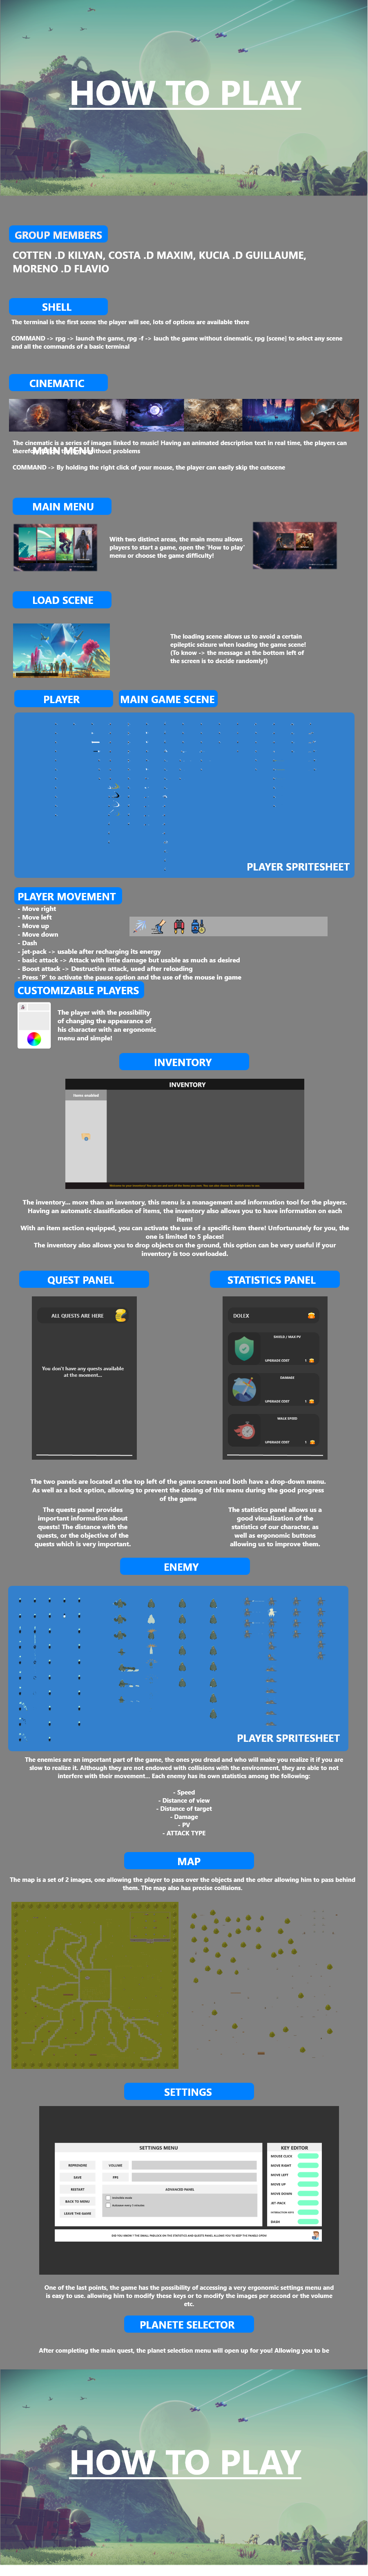 HOW TO PLAY
GROUP MEMBERS
COTTEN .D KILYAN, COSTA .D MAXIM, KUCIA .D GUILLAUME,
MORENO .D FLAVIO
SHELL
The terminal is the first scene the player will see, lots of options are available there
COMMAND -> rpg -> launch the game, rpg -f -> lauch the game without cinematic, rpg [scene] to select any scene
and all the commands of a basic terminal
CINEMATIC
The cinematic is a series of images linked to music! Having an animated description text in real time, the players can
MAIN MENU
without problems
COMMAND -> By holding the right click of your mouse, the player can easily skip the cutscene
MAIN MENU
With two distinct areas, the main menu allows
players to start a game, open the 'How to play'
menu or choose the game difficulty!
LOAD SCENE
The loading scene allows us to avoid a certain
epileptic seizure when loading the game scene!
(To know -> the message at the bottom left of
the screen is to decide randomly!)
PLAYER
MAIN GAME SCENE
PLAYER SPRITESHEET
PLAYER MOVEMENT
- Move right
- Move left
- Move up
- Move down
- Dash
- jet-pack -> usable after recharging its energy
- basic attack -> Attack with little damage but usable as much as desired
- Boost attack -> Destructive attack, used after reloading
- Press 'P' to activate the pause option and the use of the mouse in game
CUSTOMIZABLE PLAYERS
The player with the possibility
of changing the appearance of
his character with an ergonomic
menu and simple!
INVENTORY
INVENTORY
Items enabled
The inventory... more than an inventory, this menu is a management and information tool for the players.
Having an automatic classification of items, the inventory also allows you to have information on each
item!
With an item section equipped, you can activate the use of a specific item there! Unfortunately for you, the
one is limited to 5 places!
The inventory also allows you to drop objects on the ground, this option can be very useful if your
inventory is too overloaded.
QUEST PANEL
STATISTICS PANEL
ALL QUESTS ARE HERE
You don't have any quests available
at the moment...
DOLEX
SHIELD / MAX PV
UPGRADE COST
DAMAGE
UPGRADE COST
WALK SPEED
UPGRADE COST
The two panels are located at the top left of the game screen and both have a drop-down menu.
As well as a lock option, allowing to prevent the closing of this menu during the good progress
of the game
The quests panel provides
important information about
quests! The distance with the
quests, or the objective of the
quests which is very important.
The statistics panel allows us a
good visualization of the
statistics of our character, as
well as ergonomic buttons
allowing us to improve them.
ENEMY
PLAYER SPRITESHEET
The enemies are an important part of the game, the ones you dread and who will make you realize it if you are
slow to realize it. Although they are not endowed with collisions with the environment, they are able to not
interfere with their movement... Each enemy has its own statistics among the following:
- Speed
- Distance of view
- Distance of target
- Damage
- PV
- ATTACK TYPE
MAP
The map is a set of 2 images, one allowing the player to pass over the objects and the other allowing him to pass behind
them. The map also has precise collisions.
SETTINGS
SETTINGS MENU
REPRENDRE
VOLUME
SAVE
FPS
RESTART
ADVANCED PANEL
BACK TO MENU
LEAVE THE GAME
KEY EDITOR
MOUSE CLICK
MOVE RIGHT
MOVE LEFT
MOVE UP
MOVE DOWN
JET-PACK
INTERACTION KEYS
DASH
One of the last points, the game has the possibility of accessing a very ergonomic settings menu and
is easy to use. allowing him to modify these keys or to modify the images per second or the volume
etc.
PLANETE SELECTOR
After completing the main quest, the planet selection menu will open up for you! Allowing you to be
HOW TO PLAY